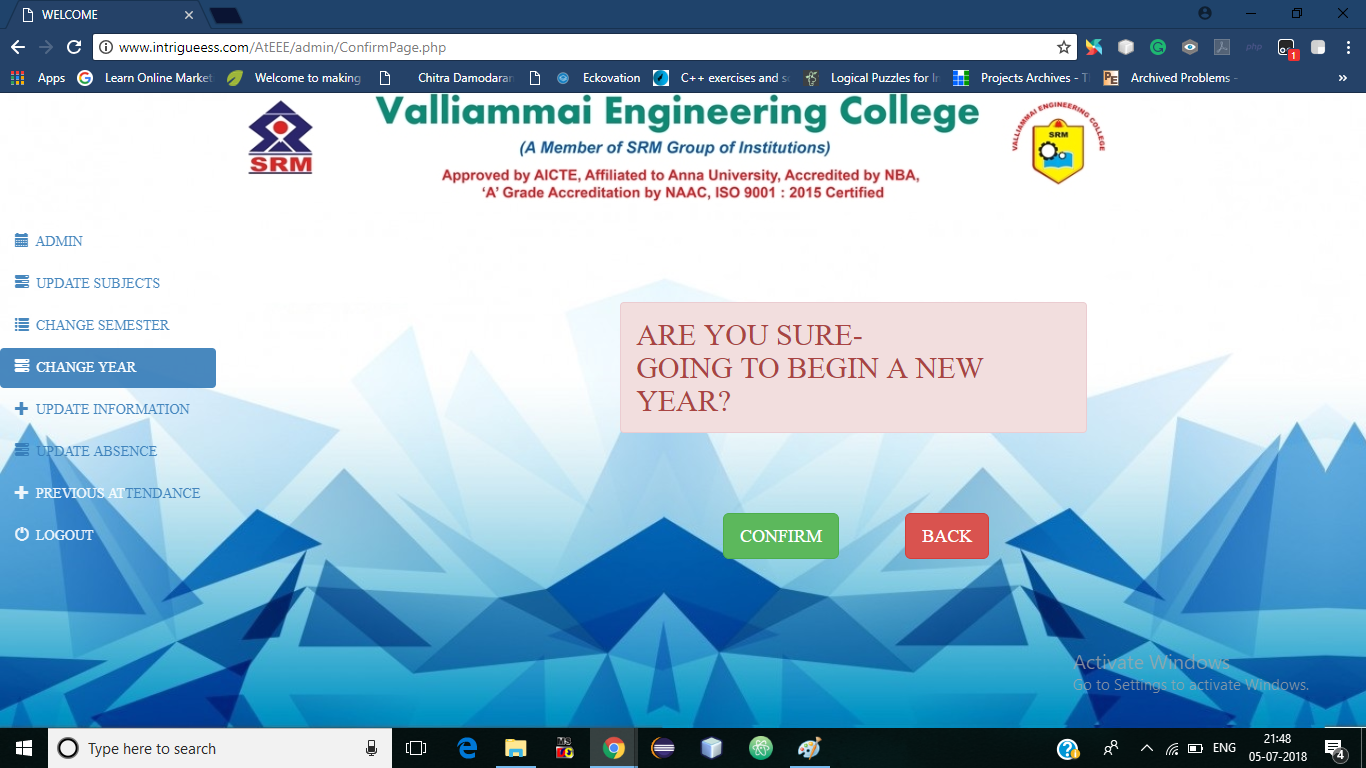 WELCOME
www.intrigueess.com/AtEEE/admin/ConfirmPage.php
php
1
Apps
Learn Online Market
Welcome to making
Chitra Damodaran
Eckovation
C++ exercises and so
Logical Puzzles for In
Projects Archives - T
PE
Archived Problems -
»
SRM
Valliammai Engineering College
(A Member of SRM Group of Institutions)
Approved by AICTE, Affiliated to Anna University, Accredited by NBA,
‘A’ Grade Accreditation by NAAC, ISO 9001 : 2015 Certified
VALLIAMMAI ENGINEERING COLLEGE
SRM
ADMIN
UPDATE SUBJECTS
CHANGE SEMESTER
CHANGE YEAR
UPDATE INFORMATION
UPDATE ABSENCE
PREVIOUS ATTENDANCE
LOGOUT
ARE YOU SURE-
GOING TO BEGIN A NEW
YEAR?
CONFIRM
BACK
Activate Windows
Go to Settings to activate Windows.
Type here to search
ENG
21:48
05-07-2018
4